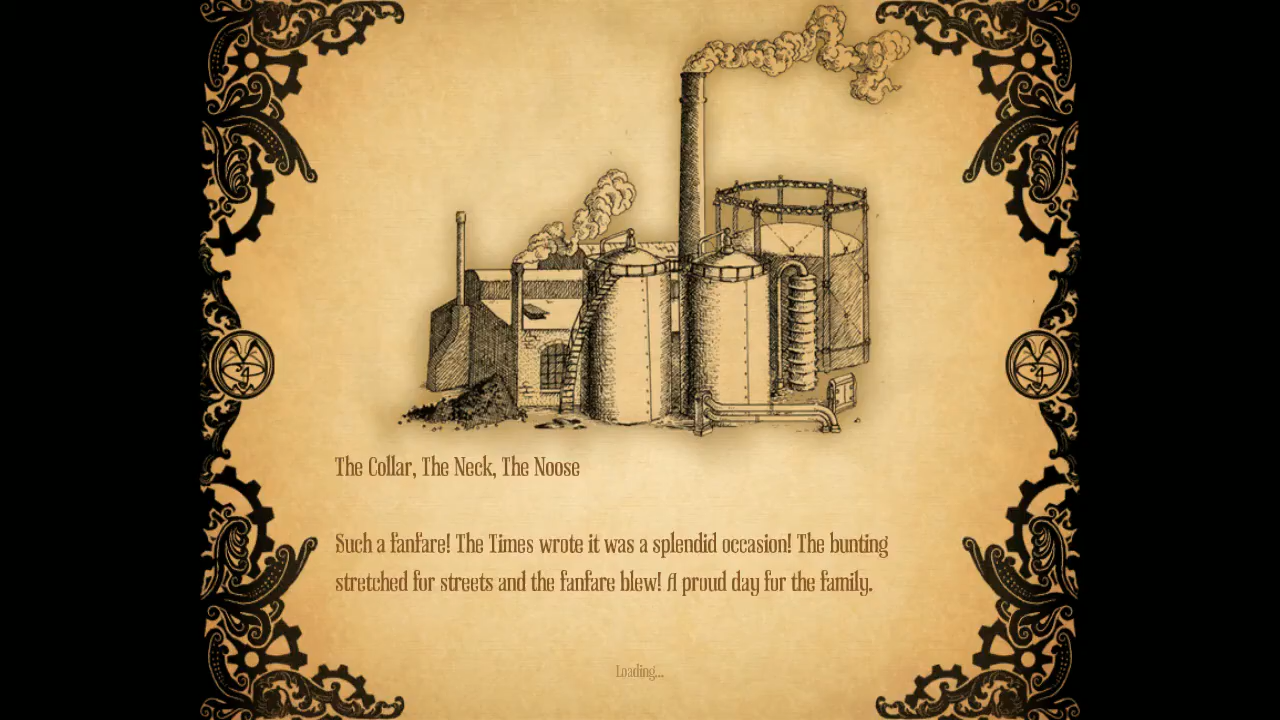 The Collar, The Neck, The Noose
Such a fanfare! The Times wrote it was a splendid occasion! The bunting
stretched for streets and the fanfare blew! A proud day for the family.
Loading...